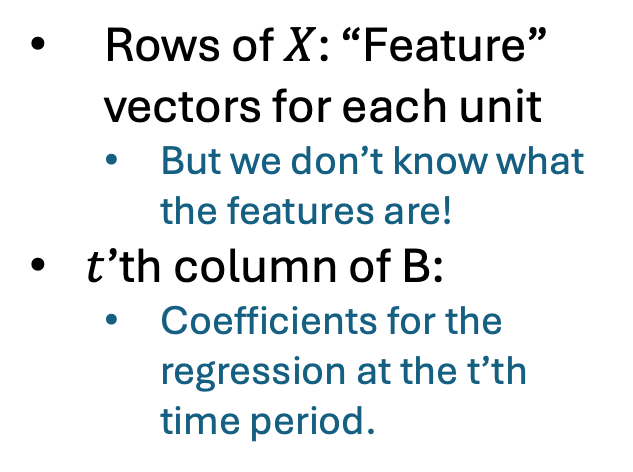 • Rows of X: “Feature”
vectors for each unit
• But we don’t know what
the features are!
• t’th column of B:
• Coefficients for the
regression at the t’th
time period.